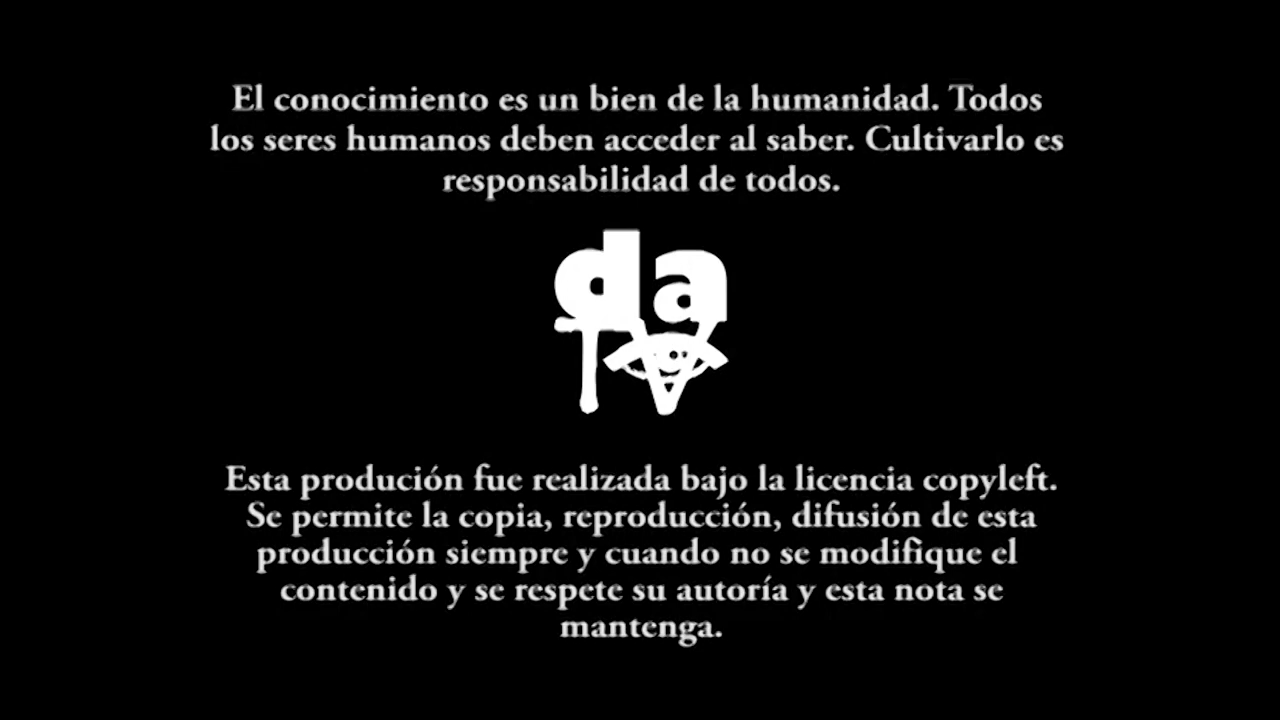 El conocimiento es un bien de la humanidad. Todos
los seres humanos deben acceder al saber. Cultivarlo es
responsabilidad de todos.
da
TV
Esta produción fue realizada bajo la licencia copyleft.
Se permite la copia, reproducción, difusión de esta
producción siempre y cuando no se modifique el
contenido y se respete su autoría y esta nota se
mantenga.